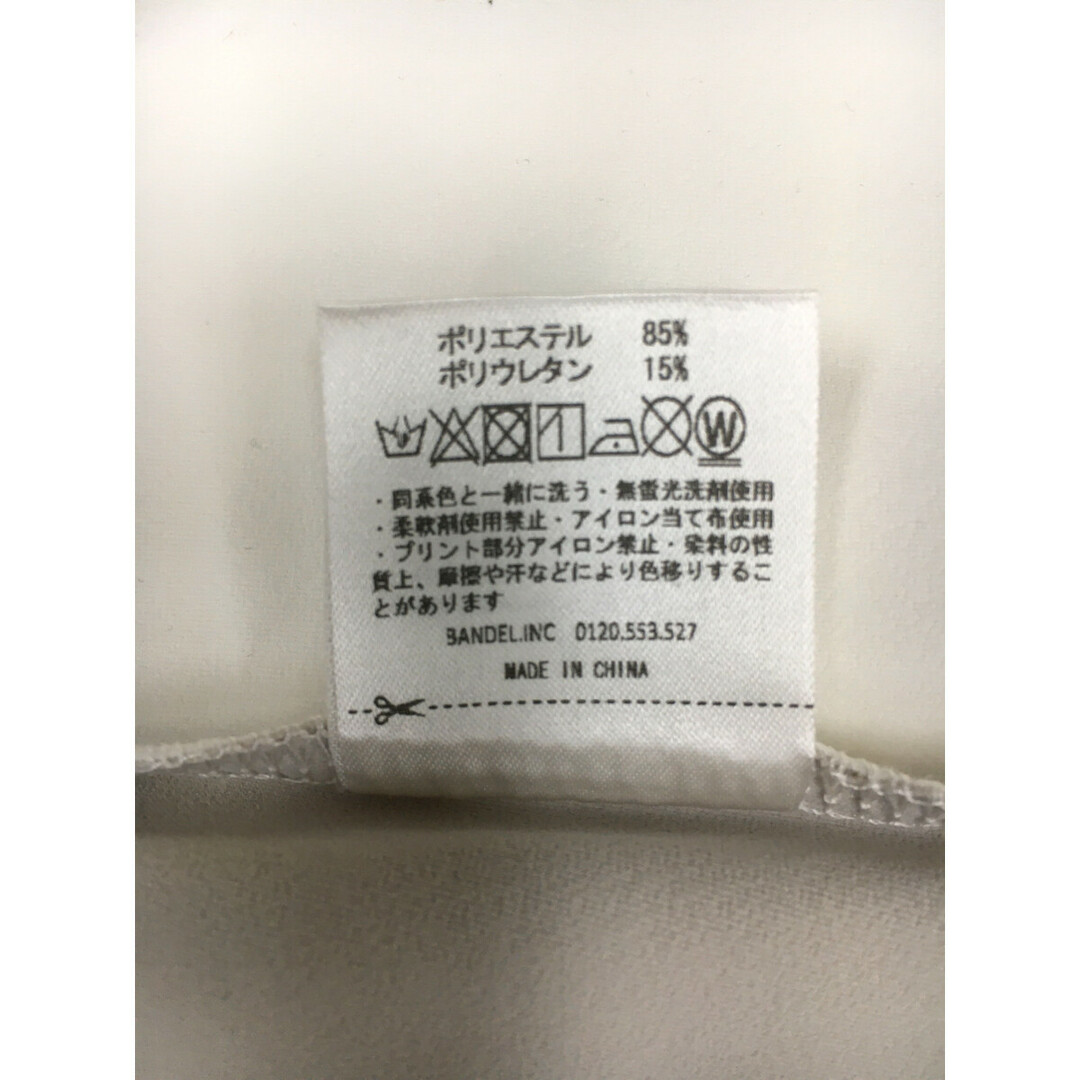 ポリエステル 85%
ポリウレタン 15%
W
・同系色と一緒に洗う・無蛍光洗剤使用
・柔軟剤使用禁止・アイロン当て布使用
・プリント部分アイロン禁止・染料の性
質上、摩擦や汗などにより色移りするこ
とがあります
BANDEL.INC 0120.553.527
MADE IN CHINA